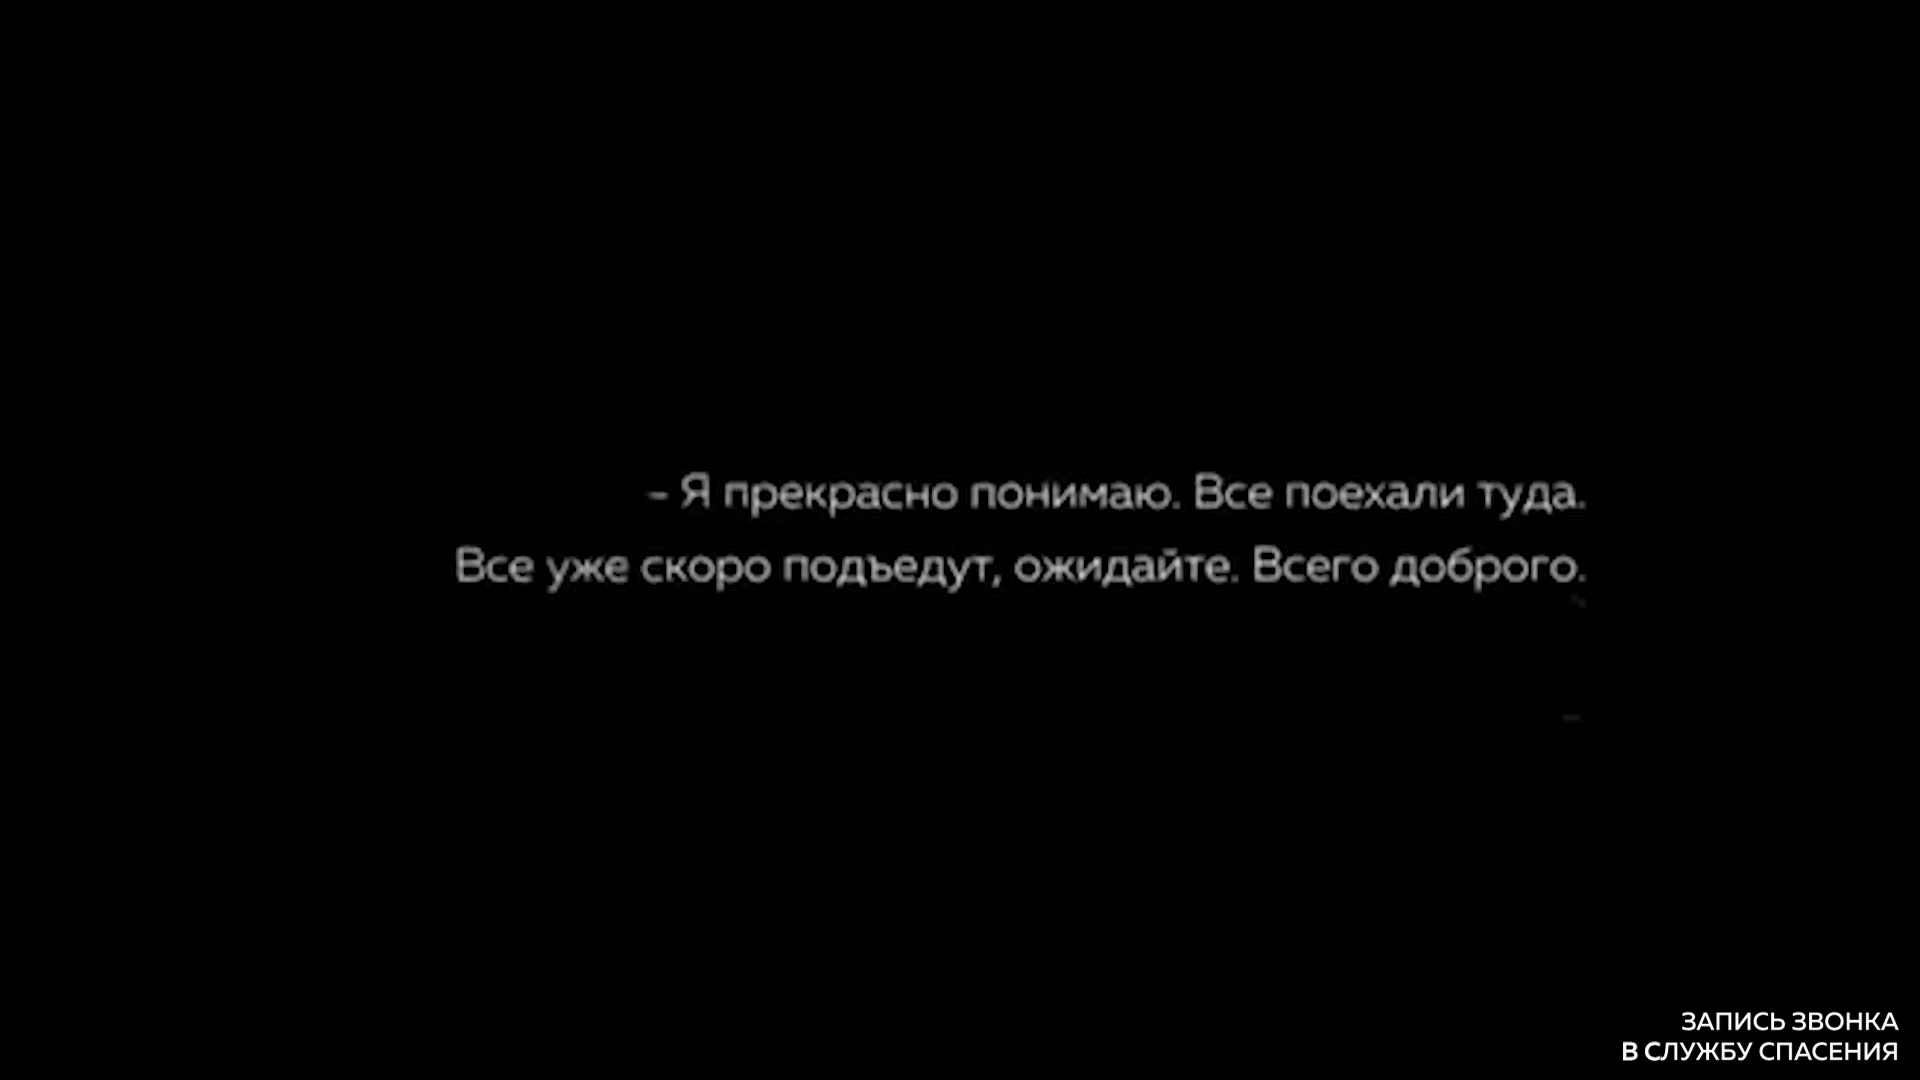 – Я прекрасно понимаю. Все поехали туда.
Все уже скоро подъедут, ожидайте. Всего доброго.
ЗАПИСЬ ЗВОНКА
В СЛУЖБУ СПАСЕНИЯ